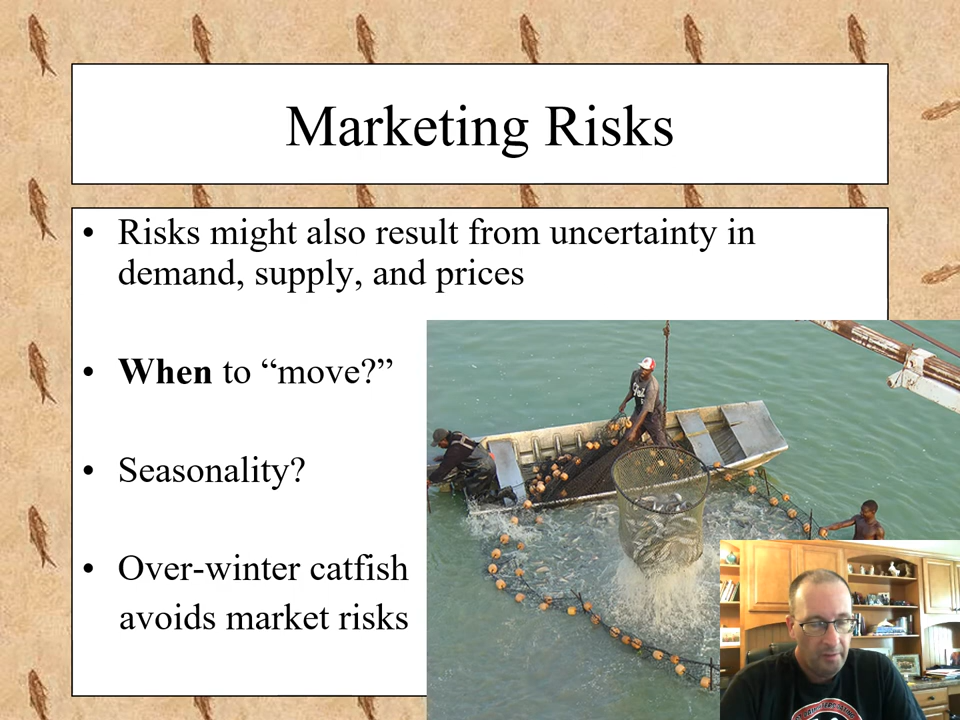 Marketing Risks
• Risks might also result from uncertainty in
demand, supply, and prices
• When to “move?”
• Seasonality?
• Over-winter catfish
avoids market risks